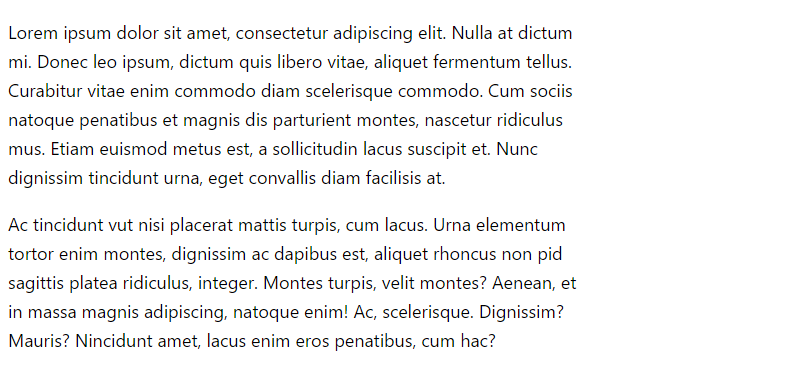 Lorem ipsum dolor sit amet, consectetur adipiscing elit. Nulla at dictum
mi. Donec leo ipsum, dictum quis libero vitae, aliquet fermentum tellus.
Curabitur vitae enim commodo diam scelerisque commodo. Cum sociis
natoque penatibus et magnis dis parturient montes, nascetur ridiculus
mus. Etiam euismod metus est, a sollicitudin lacus suscipit et. Nunc
dignissim tincidunt urna, eget convallis diam facilisis at.
Ac tincidunt vut nisi placerat mattis turpis, cum lacus. Urna elementum
tortor enim montes, dignissim ac dapibus est, aliquet rhoncus non pid
sagittis platea ridiculus, integer. Montes turpis, velit montes? Aenean, et
in massa magnis adipiscing, natoque enim! Ac, scelerisque. Dignissim?
Mauris? Nincidunt amet, lacus enim eros penatibus, cum hac?